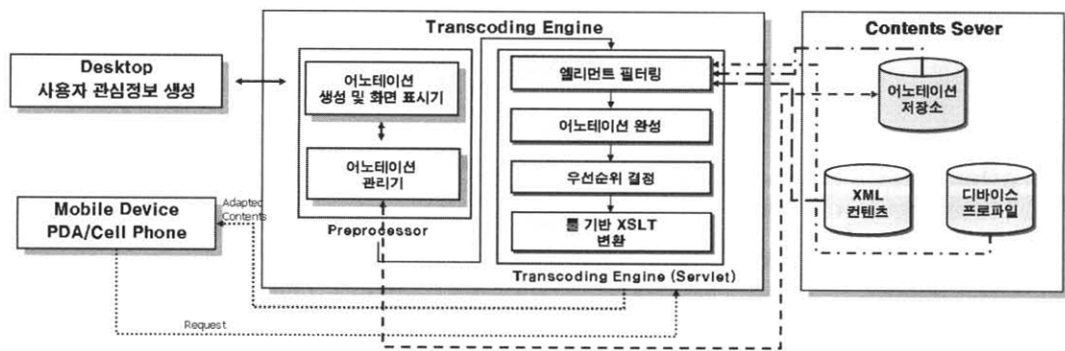 Transcoding Engine
Contents Sever
Desktop
사용자 관심정보 생성
어노테이션
생성 및 화면 표시기
어노테이션
관리기
Preprocessor
엘리먼트 필터링
어노테이션 완성
우선순위 결정
룰 기반 XSLT
변환
Transcoding Engine (Servlet)
어노테이션
저장소
XML
컨텐츠
디바이스
프로파일
Mobile Device
PDA/Cell Phone
Adapted
Contents
Request